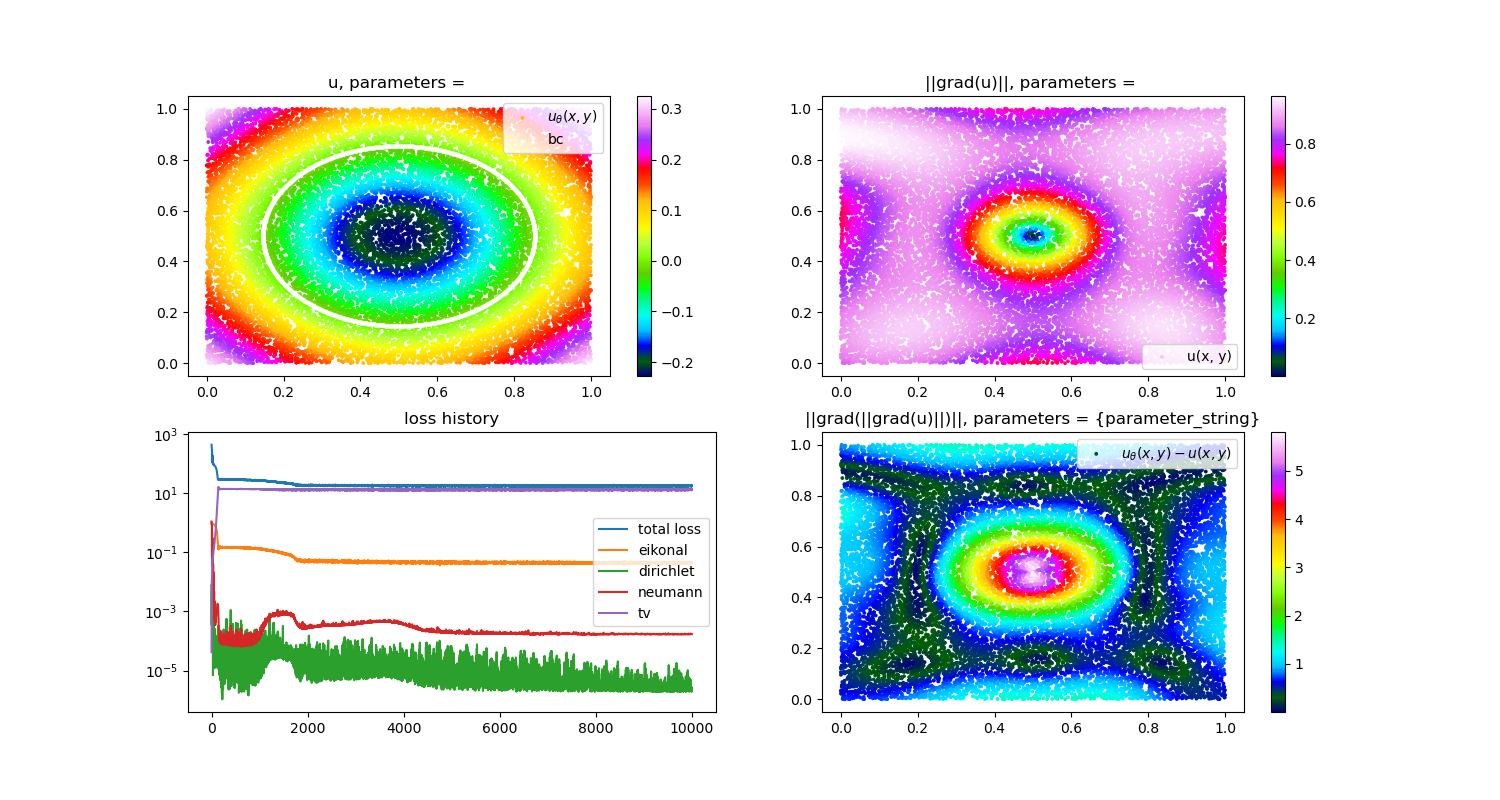 u, parameters =
uθ(x, y)
bc
1.0
0.8
0.6
0.4
0.2
0.0
0.0 0.2 0.4 0.6 0.8 1.0
0.3
0.2
0.1
0.0
−0.1
−0.2
||grad(u)||, parameters =
u(x, y)
1.0
0.8
0.6
0.4
0.2
0.0
0.0 0.2 0.4 0.6 0.8 1.0
0.8
0.6
0.4
0.2
loss history
total loss
eikonal
dirichlet
neumann
tv
10³
10¹
10⁻¹
10⁻³
10⁻⁵
0 2000 4000 6000 8000 10000
||grad(||grad(u)||)||, parameters = {parameter_string}
uθ(x, y) − u(x, y)
1.0
0.8
0.6
0.4
0.2
0.0
0.0 0.2 0.4 0.6 0.8 1.0
5
4
3
2
1